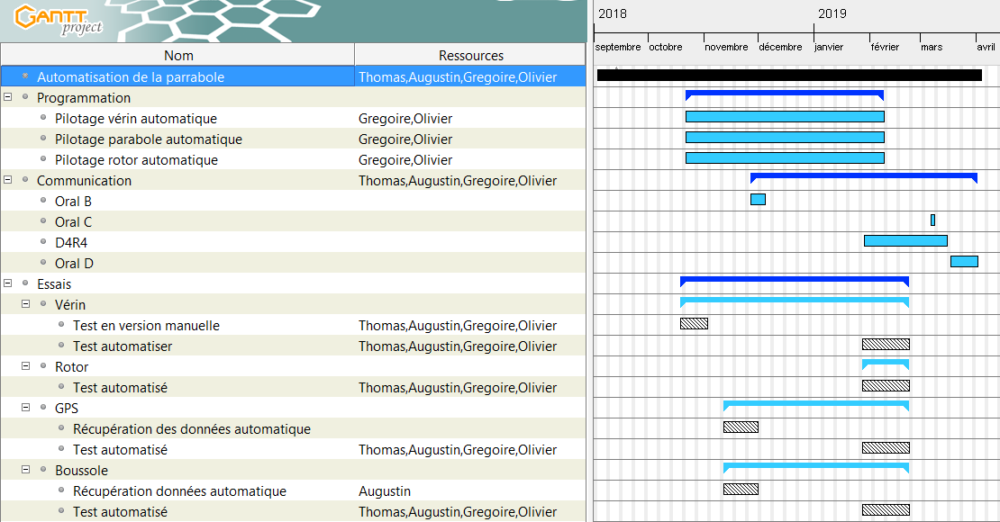 GANTT project
2018 2019
septembre octobre novembre décembre janvier février mars avril
Nom Ressources
Automatisation de la parrabole Thomas,Augustin,Gregoire,Olivier
Programmation
Pilotage vérin automatique Gregoire,Olivier
Pilotage parabole automatique Gregoire,Olivier
Pilotage rotor automatique Gregoire,Olivier
Communication Thomas,Augustin,Gregoire,Olivier
Oral B
Oral C
D4R4
Oral D
Essais
Vérin
Test en version manuelle Thomas,Augustin,Gregoire,Olivier
Test automatiser Thomas,Augustin,Gregoire,Olivier
Rotor
Test automatisé Thomas,Augustin,Gregoire,Olivier
GPS
Récupération des données automatique
Test automatisé Thomas,Augustin,Gregoire,Olivier
Boussole
Récupération données automatique Augustin
Test automatisé Thomas,Augustin,Gregoire,Olivier